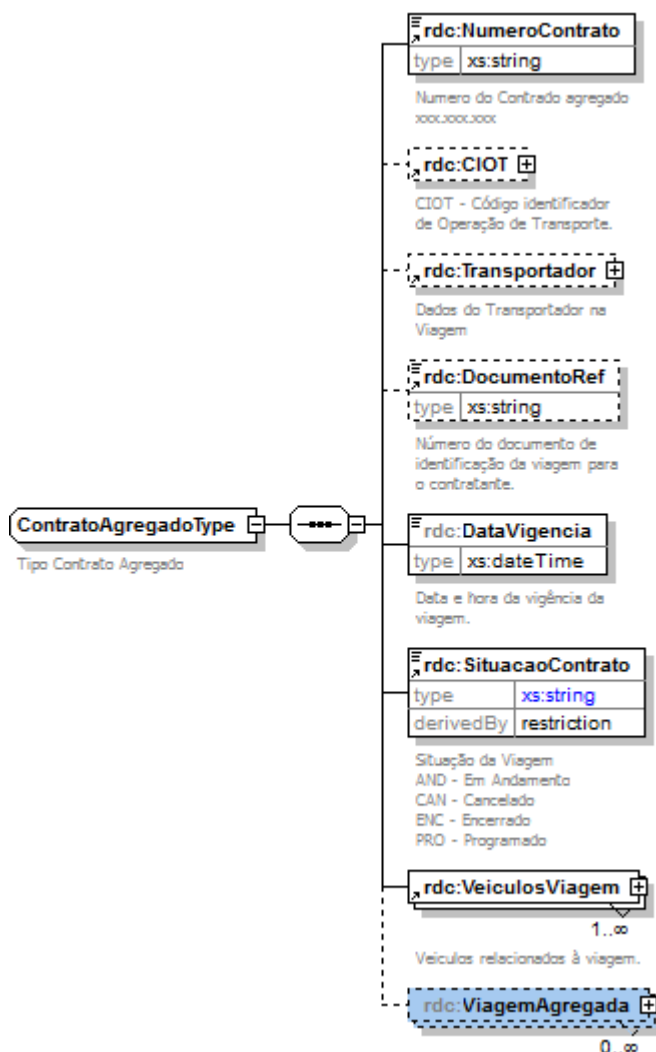 rdc:NumeroContrato
type xs:string
Numero do Contrado agregado
xxx.xxx.xxx
rdc:CIOT
CIOT - Código identificador
de Operação de Transporte.
rdc:Transportador
Dados do Transportador na
Viagem
rdc:DocumentoRef
type xs:string
Número do documento de
identificação da viagem para
o contratante.
ContratoAgregadoType
Tipo Contrato Agregado
rdc:DataVigencia
type xs:dateTime
Data e hora da vigência da
viagem.
rdc:SituacaoContrato
type xs:string
derivedBy restriction
Situação da Viagem
AND - Em Andamento
CAN - Cancelado
ENC - Encerrado
PRO - Programado
rdc:VeiculosViagem
1..∞
Veiculos relacionados à viagem.
rdc:ViagemAgregada
0..∞